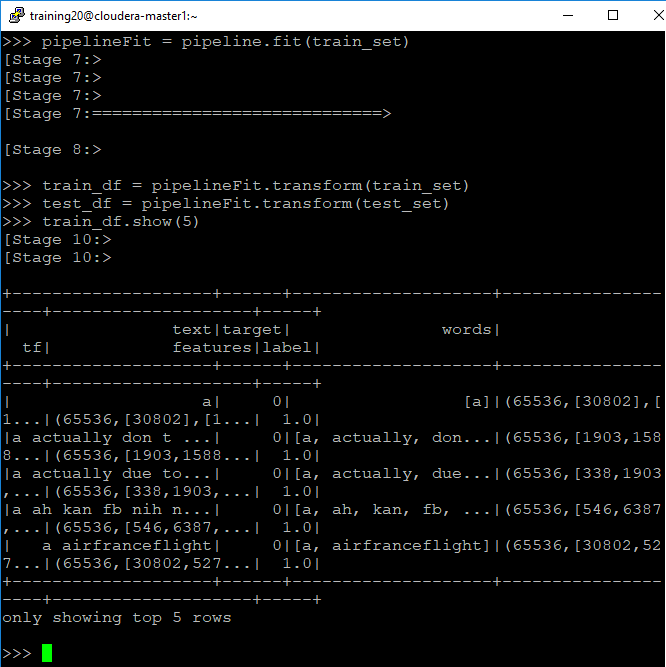 training20@cloudera-master1:~
>>> pipelineFit = pipeline.fit(train_set)
[Stage 7:>
[Stage 7:>
[Stage 7:>
[Stage 7:=============================>
[Stage 8:>
>>> train_df = pipelineFit.transform(train_set)
>>> test_df = pipelineFit.transform(test_set)
>>> train_df.show(5)
[Stage 10:>
[Stage 10:>
+--------------------+------+--------------------+----------------
----+--------------------+-----+
|                text|target|               words|
  tf|            features|label|
+--------------------+------+--------------------+----------------
----+--------------------+-----+
|                   a|     0|                 [a]|(65536,[30802],[
1...|(65536,[30802],[1...|  1.0|
|a actually don t ...|     0|[a, actually, don...|(65536,[1903,158
8...|(65536,[1903,1588...|  1.0|
|a actually due to...|     0|[a, actually, due...|(65536,[338,1903
,...|(65536,[338,1903,...|  1.0|
|a ah kan fb nih n...|     0|[a, ah, kan, fb, ...|(65536,[546,6387
,...|(65536,[546,6387,...|  1.0|
|   a airfranceflight|     0|[a, airfranceflight]|(65536,[30802,52
7...|(65536,[30802,527...|  1.0|
+--------------------+------+--------------------+----------------
----+--------------------+-----+
only showing top 5 rows
>>>